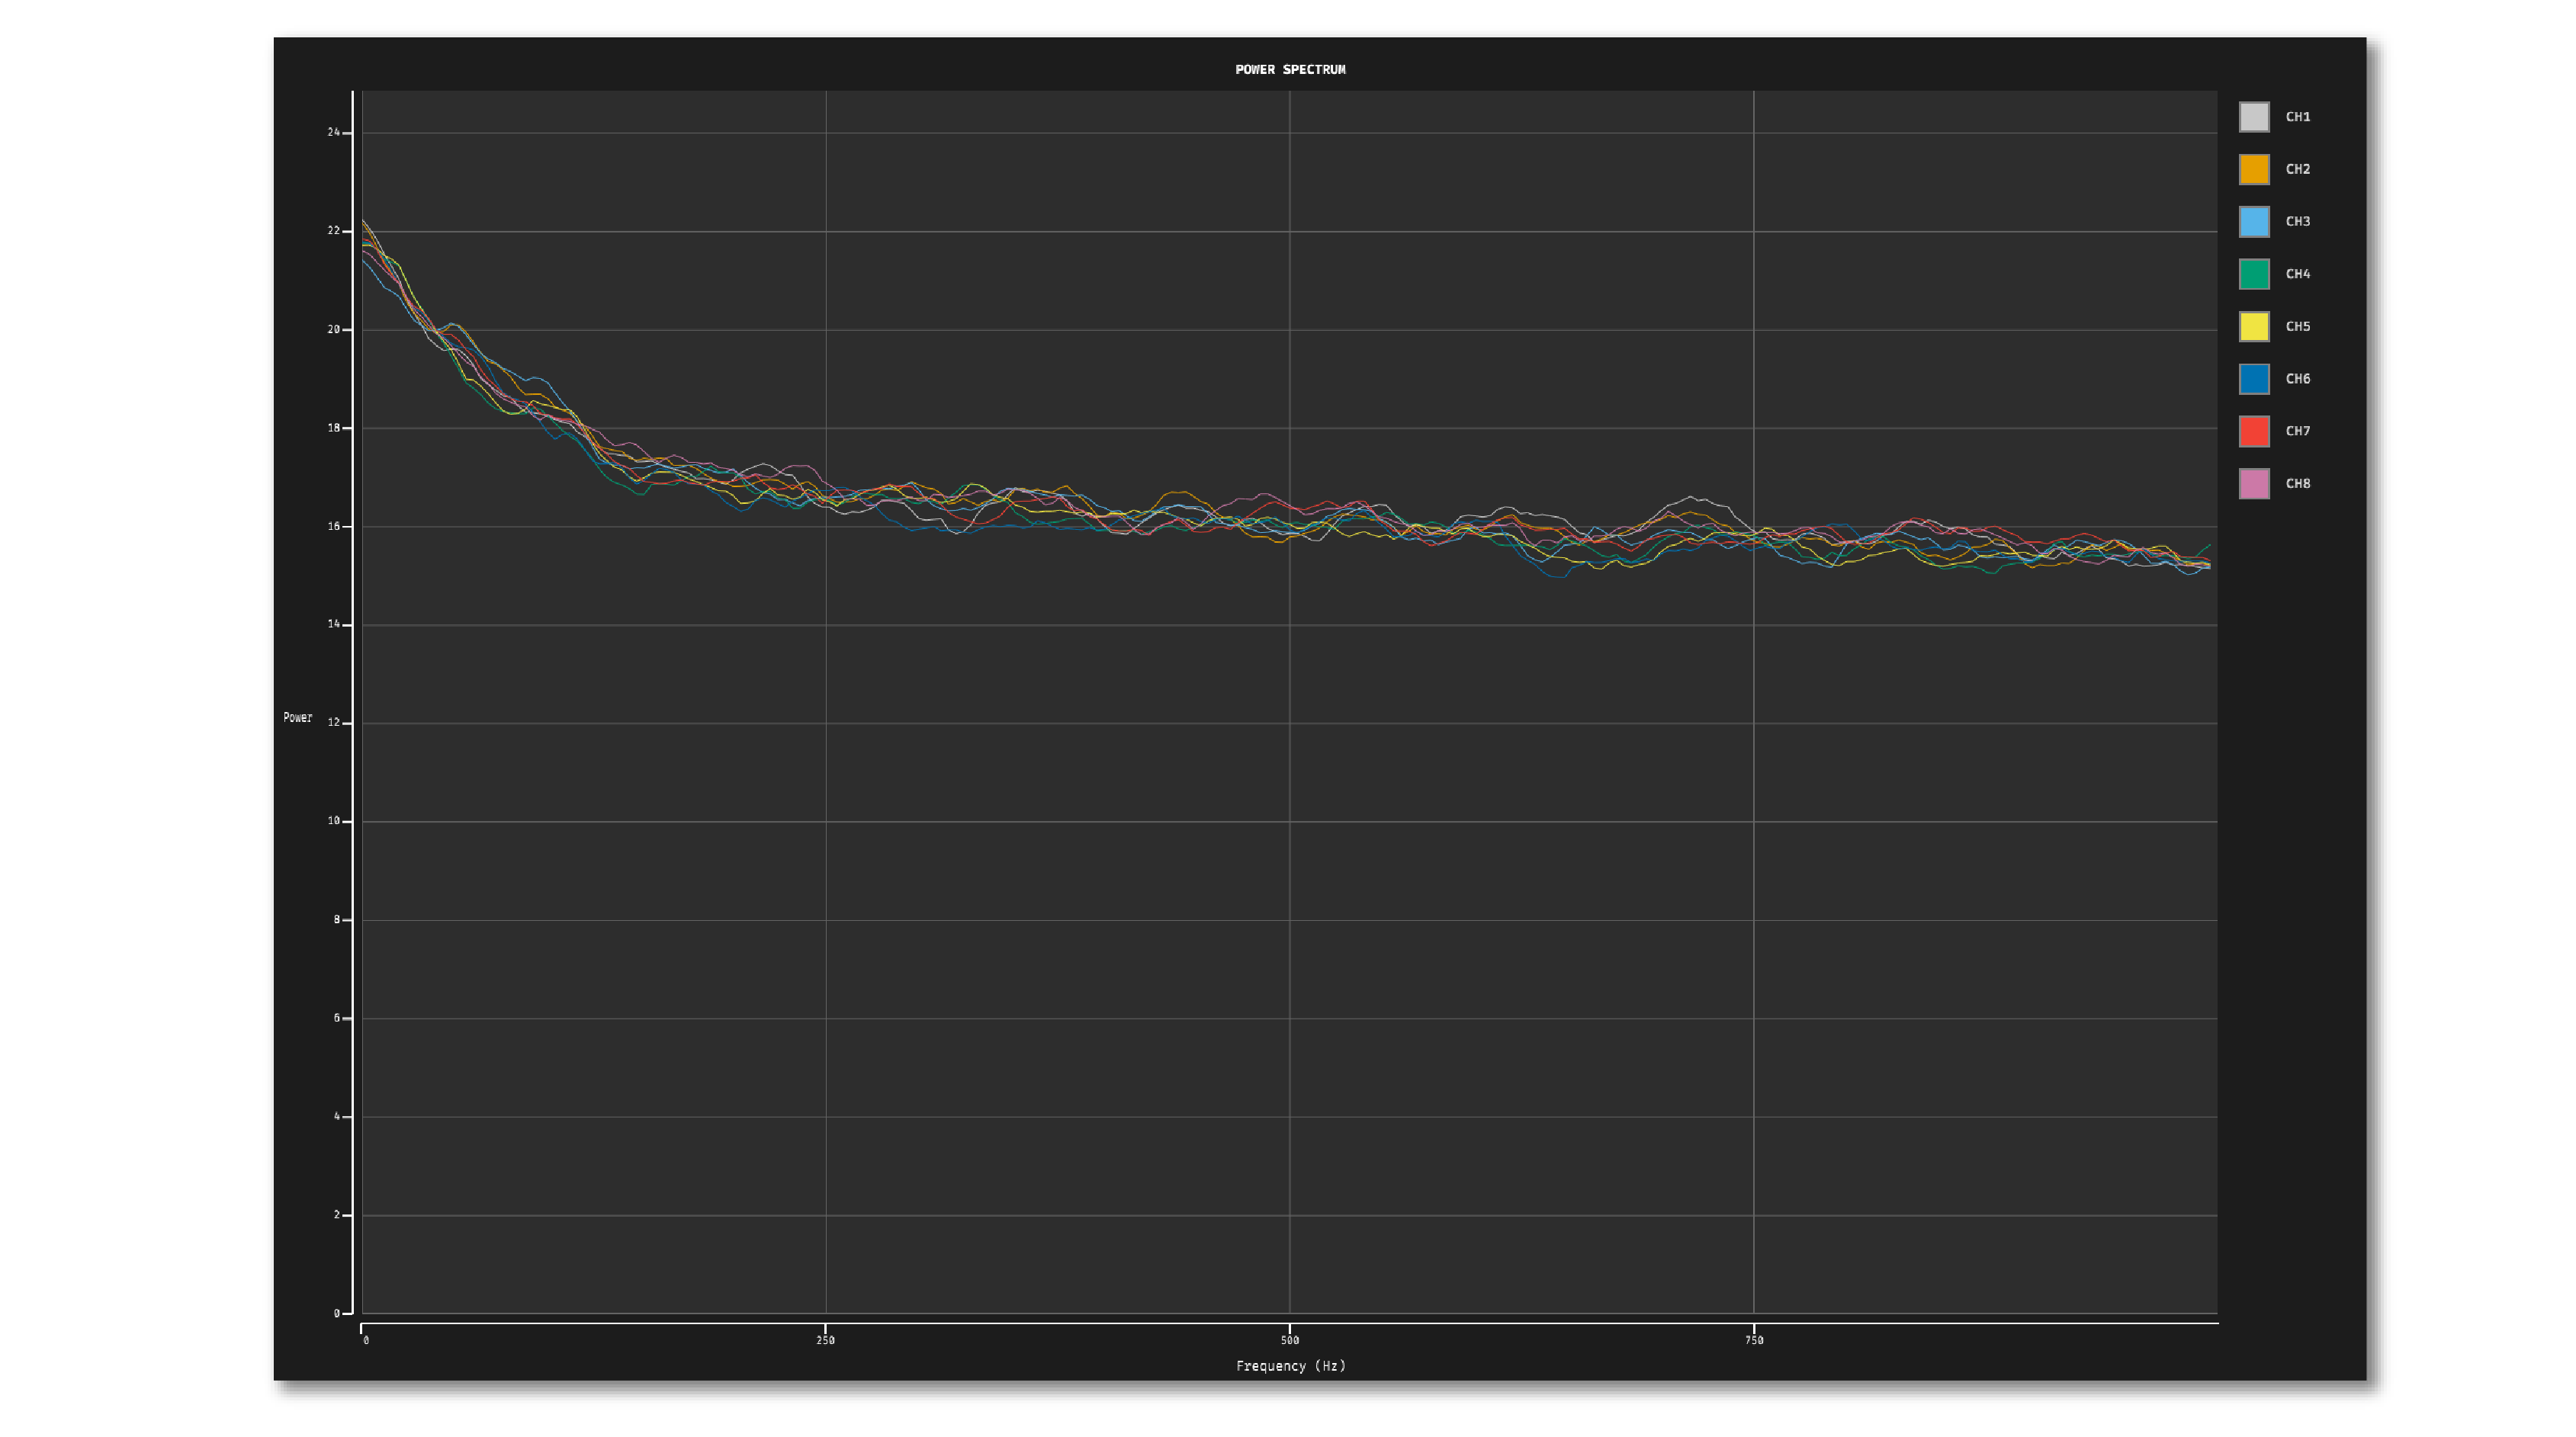 POWER SPECTRUM
24
22
20
18
16
14
12
10
8
6
4
2
0
Power
0 250 500 750
Frequency (Hz)
CH1
CH2
CH3
CH4
CH5
CH6
CH7
CH8